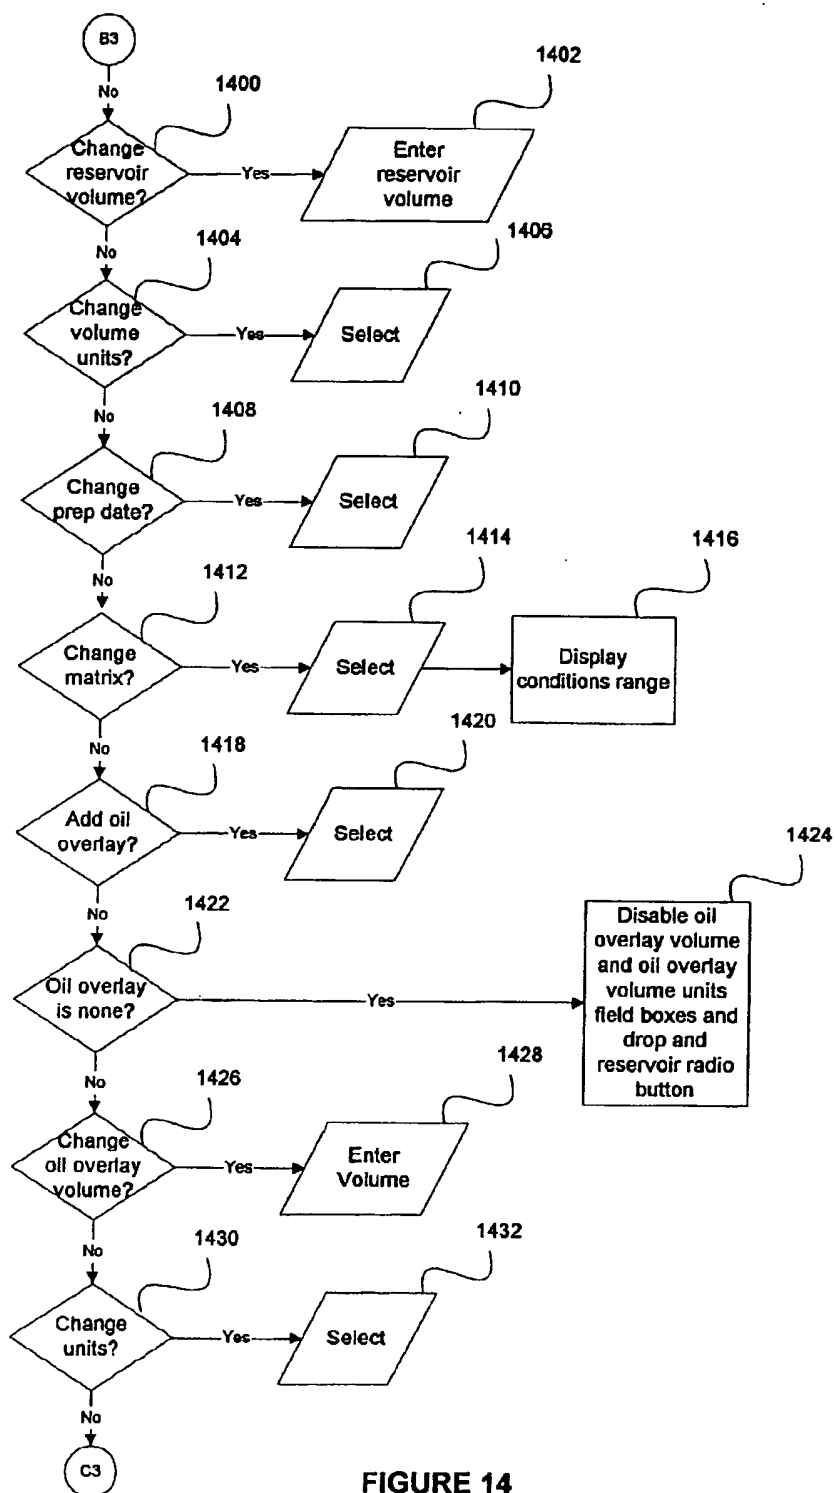 B3
No
1400
Change
reservoir
volume?
Yes
1402
Enter
reservoir
volume
No
1404
Change
volume
units?
Yes
1406
Select
No
1408
Change
prep date?
Yes
1410
Select
No
1412
Change
matrix?
Yes
1414
Select
1416
Display
conditions range
No
1418
Add oil
overlay?
Yes
1420
Select
No
1422
Oil overlay
is none?
Yes
1424
Disable oil
overlay volume
and oil overlay
volume units
field boxes and
drop and
reservoir radio
button
No
1426
Change
oil overlay
volume?
Yes
1428
Enter
Volume
No
1430
Change
units?
Yes
1432
Select
No
C3
FIGURE 14